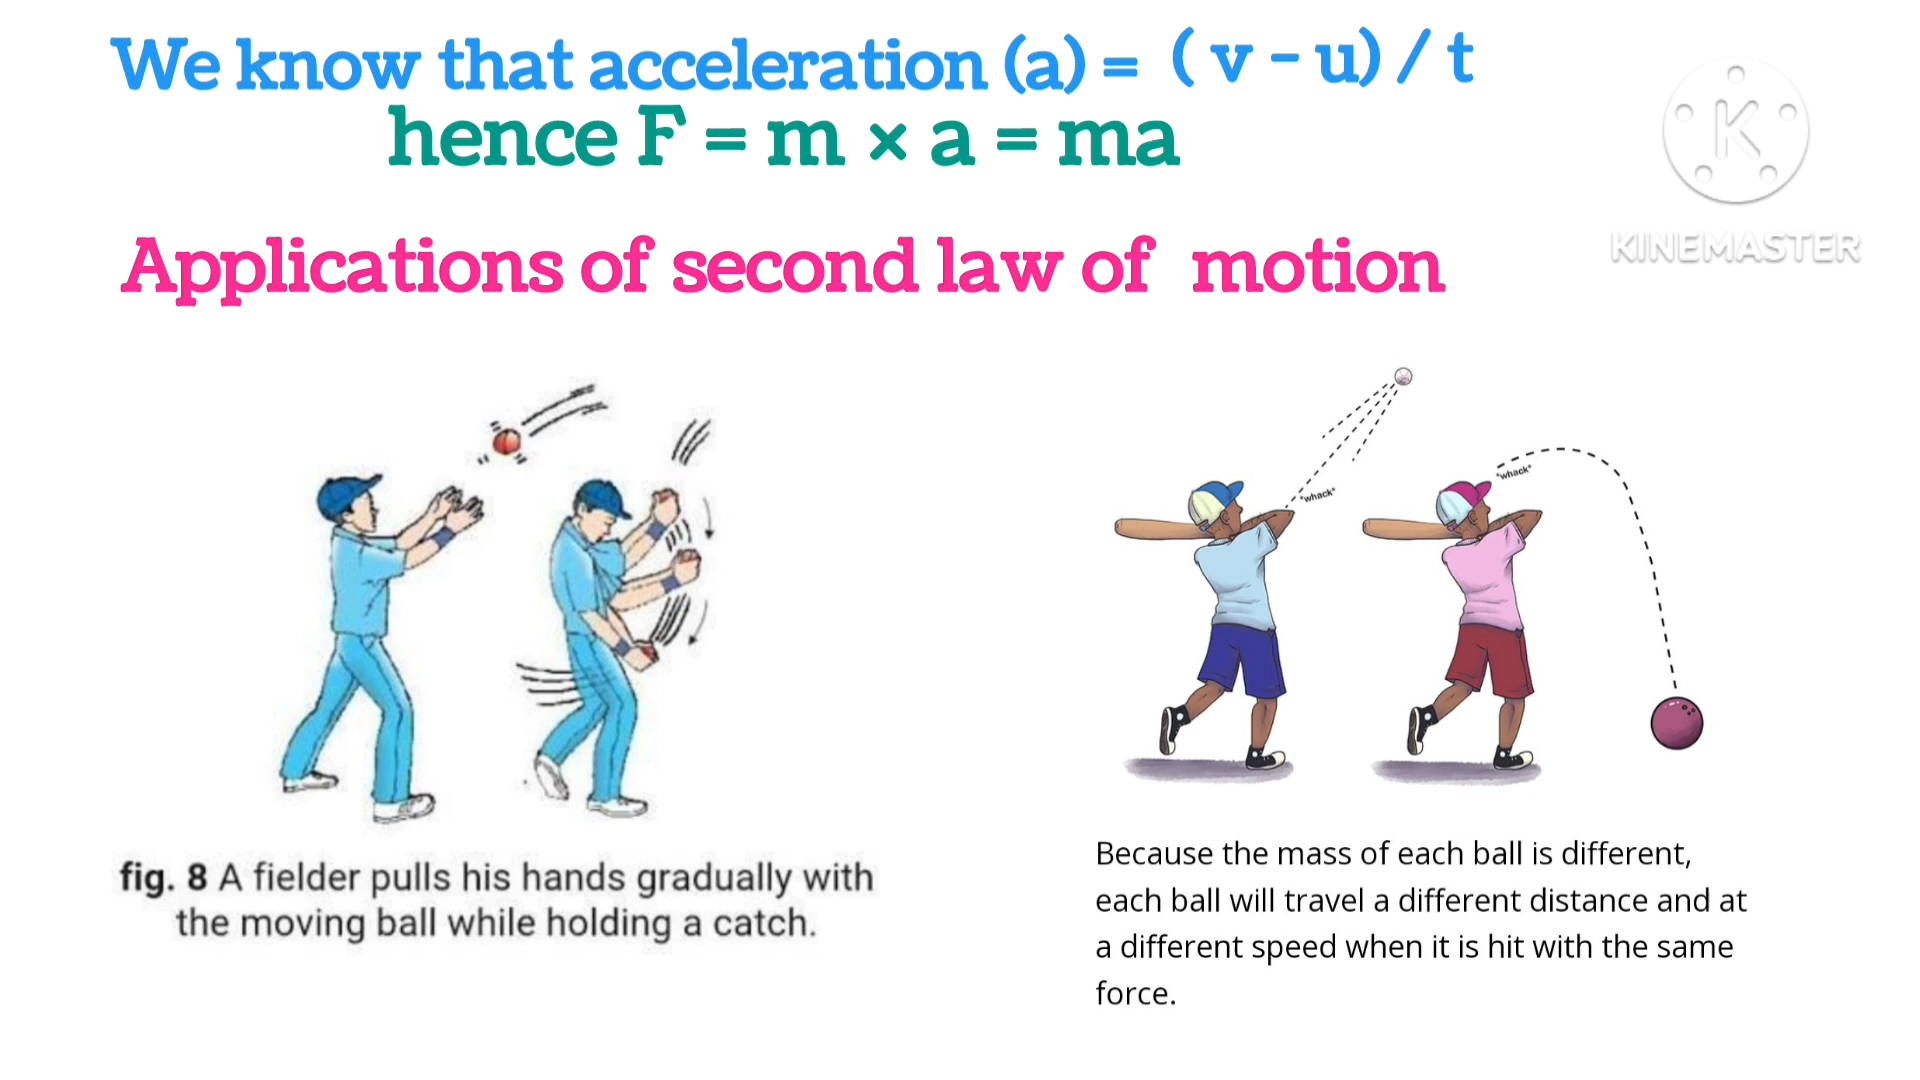 We know that acceleration (a) = ( v - u) / t
hence F = m × a = ma
K
KINEMASTER
Applications of second law of motion
"whack"
"whack"
fig. 8 A fielder pulls his hands gradually with
the moving ball while holding a catch.
Because the mass of each ball is different,
each ball will travel a different distance and at
a different speed when it is hit with the same
force.